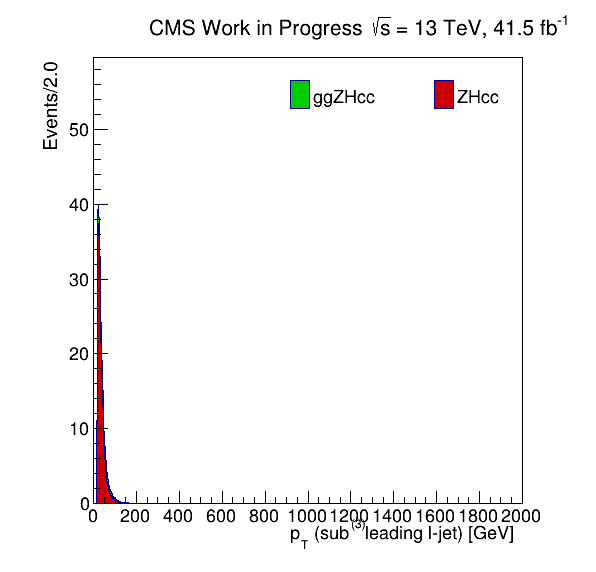 CMS Work in Progress √s = 13 TeV, 41.5 fb⁻¹
Events/2.0
ggZHcc
ZHcc
50
40
30
20
10
0
0 200 400 600 800 1000 1200 1400 1600 1800 2000
p_T (sub^(3)leading l-jet) [GeV]